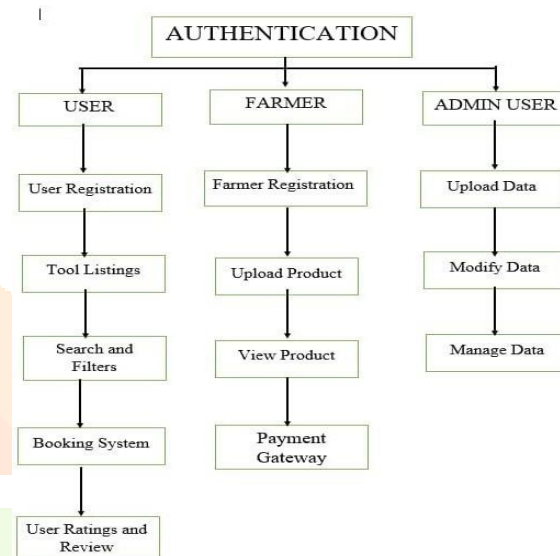 AUTHENTICATION
USER
FARMER
ADMIN USER
User Registration
Farmer Registration
Upload Data
Tool Listings
Upload Product
Modify Data
Search and
Filters
View Product
Manage Data
Booking System
Payment
Gateway
User Ratings and
Review